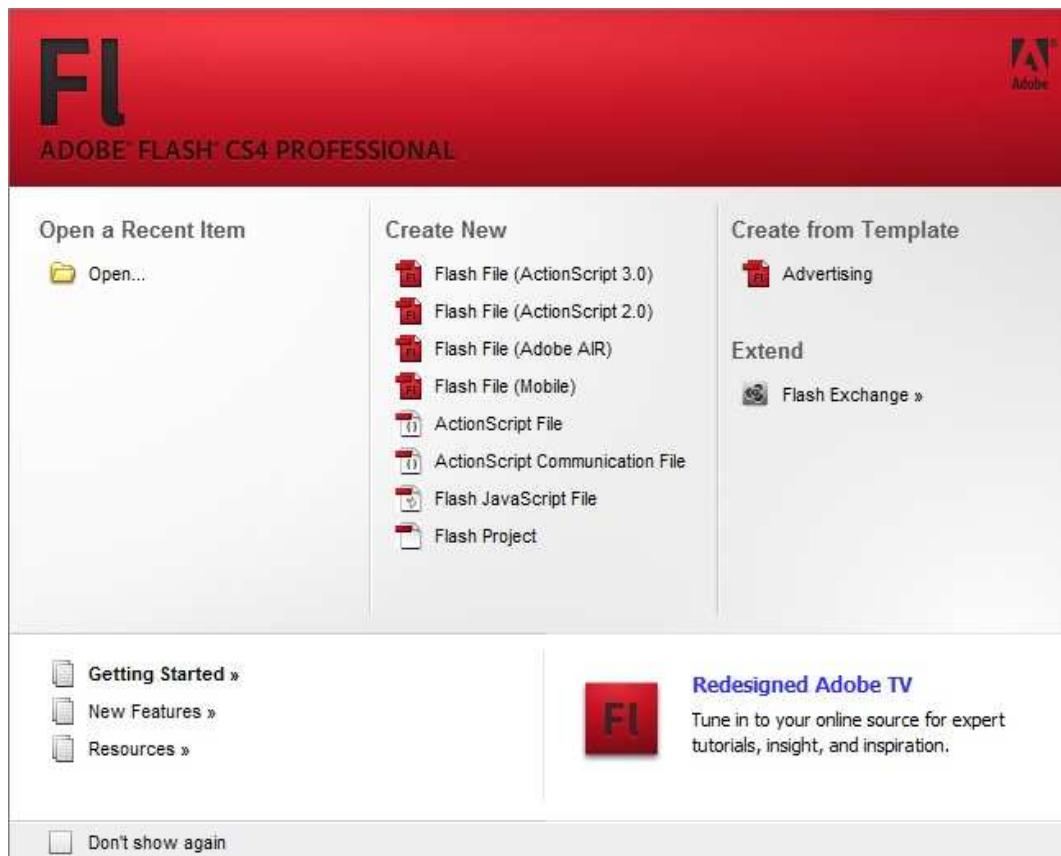 Fl
Adobe
ADOBE® FLASH® CS4 PROFESSIONAL
Open a Recent Item
Open...
Create New
Flash File (ActionScript 3.0)
Flash File (ActionScript 2.0)
Flash File (Adobe AIR)
Flash File (Mobile)
ActionScript File
ActionScript Communication File
Flash JavaScript File
Flash Project
Create from Template
Advertising
Extend
Flash Exchange »
Getting Started »
New Features »
Resources »
Fl
Redesigned Adobe TV
Tune in to your online source for expert
tutorials, insight, and inspiration.
Don't show again